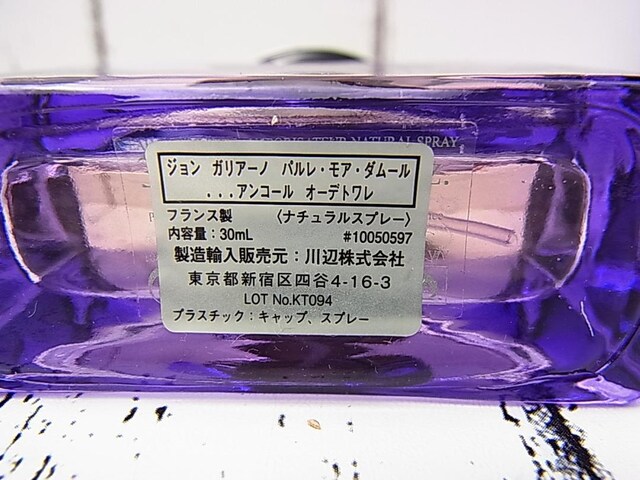 NATURAL SPRAY
ジョン ガリアーノ パルレ・モア・ダムール
...アンコール オーデトワレ
フランス製 〈ナチュラルスプレー〉
内容量：30mL #10050597
製造輸入販売元：川辺株式会社
東京都新宿区四谷4-16-3
LOT No.KT094
プラスチック：キャップ、スプレー